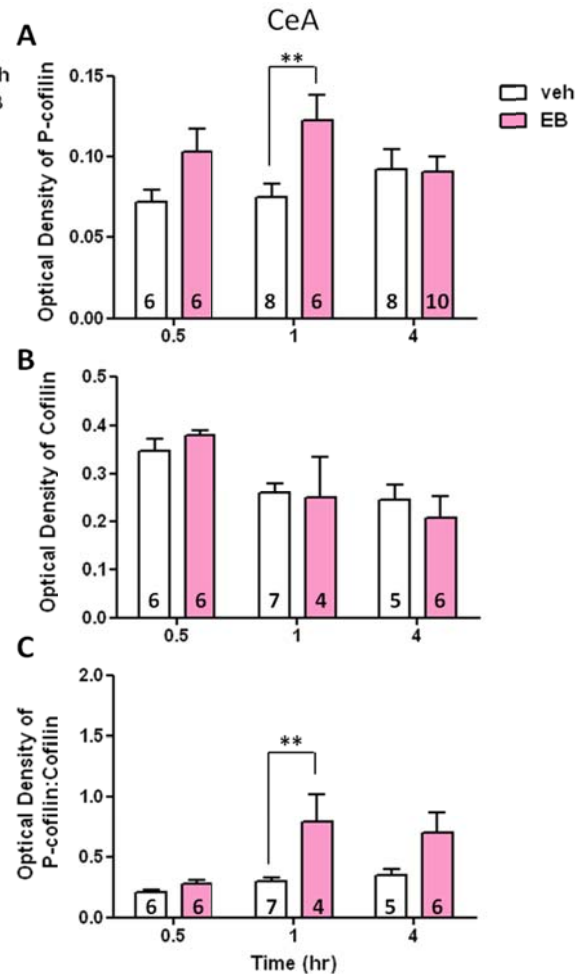 CeA
A
h
veh
EB
**
Optical Density of P-cofilin
0.15
0.10
0.05
0.00
6 6 8 6 8 10
0.5 1 4
B
Optical Density of Cofilin
0.5
0.4
0.3
0.2
0.1
0.0
6 6 7 4 5 6
0.5 1 4
C
Optical Density of
P-cofilin:Cofilin
2.0
1.5
1.0
0.5
0.0
**
6 6 7 4 5 6
0.5 1 4
Time (hr)